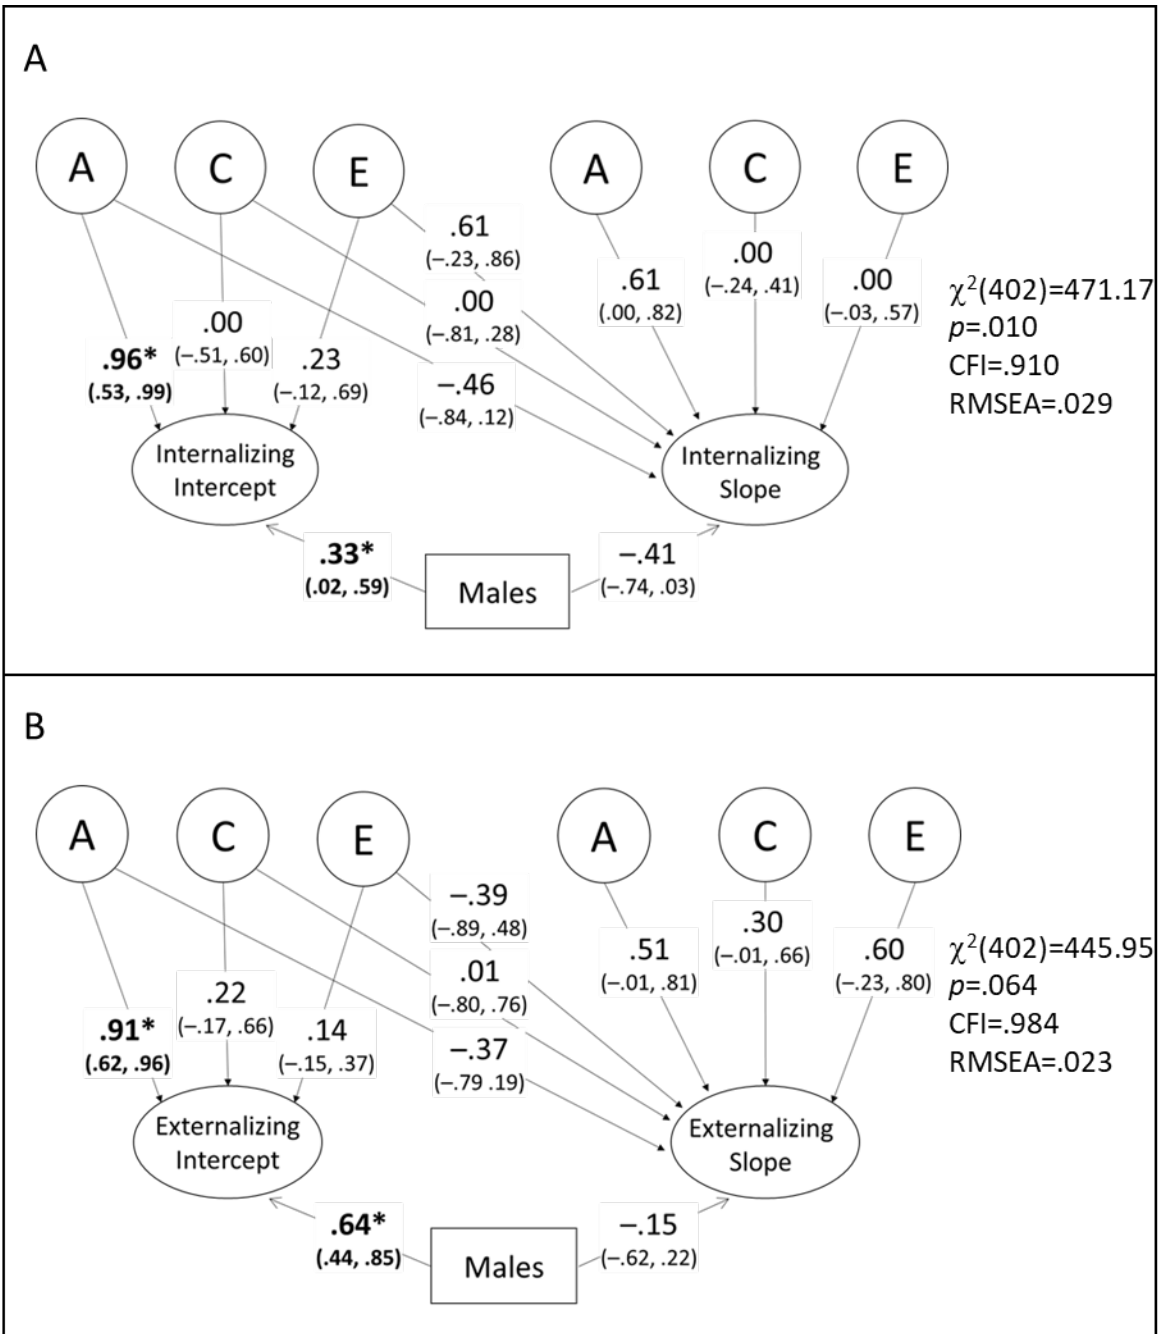 A
A C E A C E
.61
(–.23, .86)
.00
(–.24, .41)
.61
(.00, .82)
.00
(–.03, .57)
.00
(–.81, .28)
.00
(–.51, .60)
.96*
(.53, .99)
.23
(–.12, .69)
–.46
(–.84, .12)
χ²(402)=471.17
p=.010
CFI=.910
RMSEA=.029
Internalizing
Intercept
Internalizing
Slope
.33*
(.02, .59)
–.41
(–.74, .03)
Males
B
A C E A C E
–.39
(–.89, .48)
.30
(–.01, .66)
.51
(–.01, .81)
.60
(–.23, .80)
.01
(–.80, .76)
.22
(–.17, .66)
.91*
(.62, .96)
.14
(–.15, .37)
–.37
(–.79 .19)
χ²(402)=445.95
p=.064
CFI=.984
RMSEA=.023
Externalizing
Intercept
Externalizing
Slope
.64*
(.44, .85)
–.15
(–.62, .22)
Males